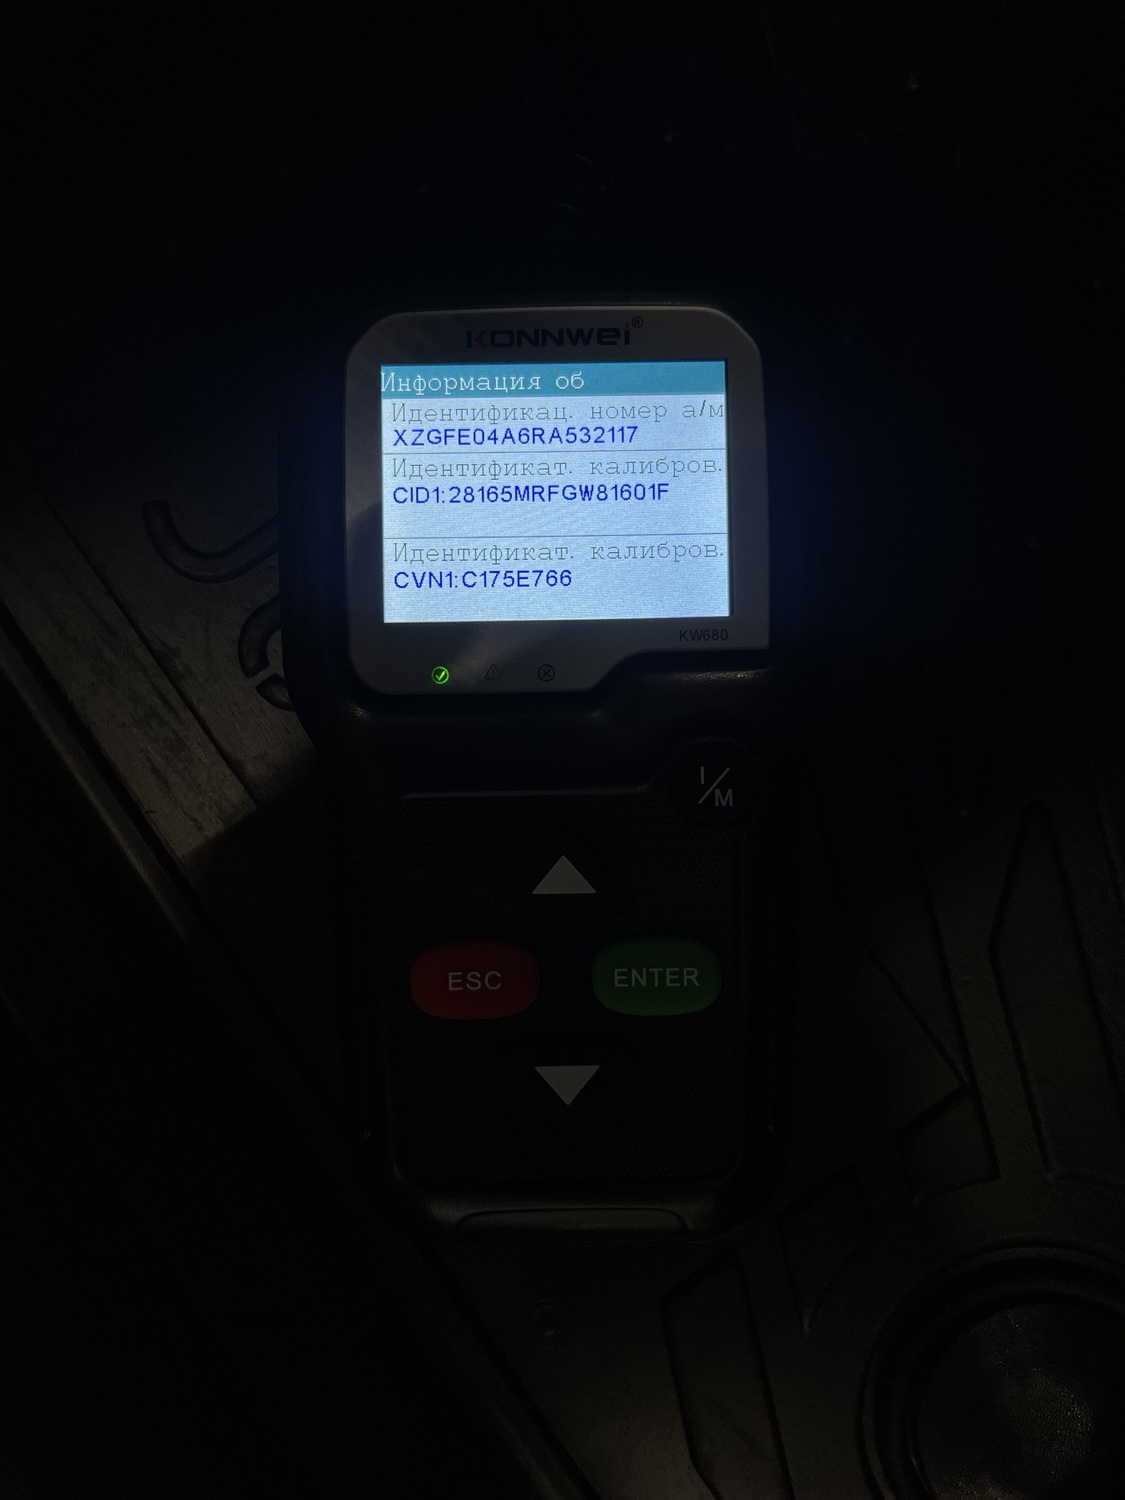 KONNWEI®
Информация об
Идентификац. номер а/м
XZGFE04A6RA532117
Идентификат. калибров.
CID1:28165MRFGW81601F
Идентификат. калибров.
CVN1:C175E766
KW680
I/M
ESC
ENTER